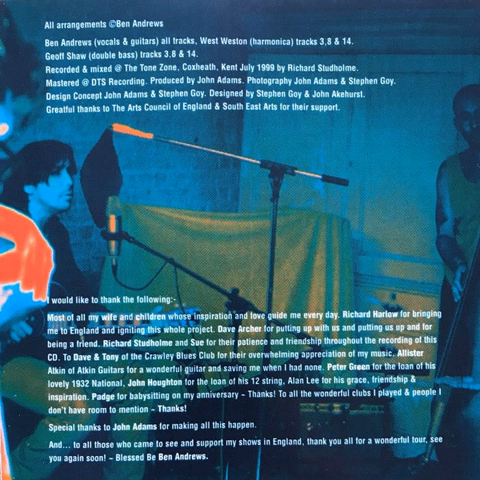 All arrangements ©Ben Andrews
Ben Andrews (vocals & guitars) all tracks, West Weston (harmonica) tracks 3,8 & 14.
Geoff Shaw (double bass) tracks 3,8 & 14.
Recorded & mixed @ The Tone Zone, Coxheath, Kent July 1999 by Richard Studholme.
Mastered @ DTS Recording. Produced by John Adams. Photography John Adams & Stephen Goy.
Design Concept John Adams & Stephen Goy. Designed by Stephen Goy & John Akehurst.
Greatful thanks to The Arts Council of England & South East Arts for their support.
I would like to thank the following:-
Most of all my wife and children whose inspiration and love guide me every day. Richard Harlow for bringing
me to England and igniting this whole project. Dave Archer for putting up with us and putting us up and for
being a friend. Richard Studholme and Sue for their patience and friendship throughout the recording of this
CD. To Dave & Tony of the Crawley Blues Club for their overwhelming appreciation of my music. Allister
Atkin of Atkin Guitars for a wonderful guitar and saving me when I had none. Peter Green for the loan of his
lovely 1932 National, John Houghton for the loan of his 12 string, Alan Lee for his grace, friendship &
inspiration. Padge for babysitting on my anniversary - Thanks! To all the wonderful clubs I played & people I
don't have room to mention - Thanks!
Special thanks to John Adams for making all this happen.
And... to all those who came to see and support my shows in England, thank you all for a wonderful tour, see
you again soon! - Blessed Be Ben Andrews.